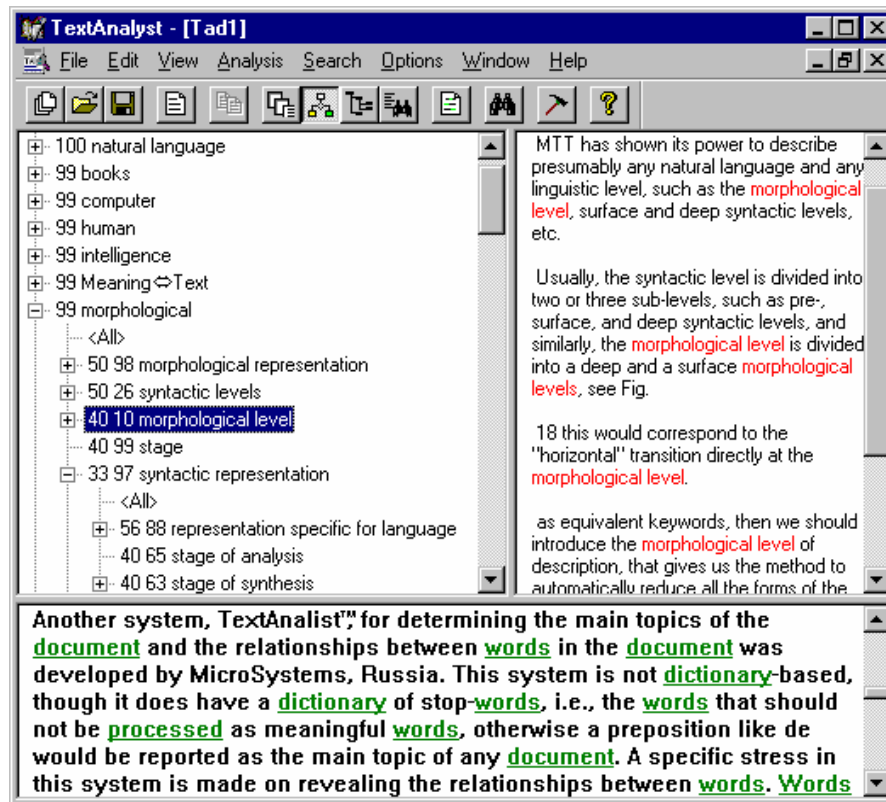 TextAnalyst - [Tad1]
File Edit View Analysis Search Options Window Help
100 natural language
99 books
99 computer
99 human
99 intelligence
99 Meaning⇔Text
99 morphological
<All>
50 98 morphological representation
50 26 syntactic levels
40 10 morphological level
40 99 stage
33 97 syntactic representation
<All>
56 88 representation specific for language
40 65 stage of analysis
40 63 stage of synthesis
MTT has shown its power to describe
presumably any natural language and any
linguistic level, such as the morphological
level, surface and deep syntactic levels,
etc.
Usually, the syntactic level is divided into
two or three sub-levels, such as pre-,
surface, and deep syntactic levels, and
similarly, the morphological level is divided
into a deep and a surface morphological
levels, see Fig.
18 this would correspond to the
"horizontal" transition directly at the
morphological level.
as equivalent keywords, then we should
introduce the morphological level of
description, that gives us the method to
automatically reduce all the forms of the
Another system, TextAnalist™, for determining the main topics of the
document and the relationships between words in the document was
developed by MicroSystems, Russia. This system is not dictionary-based,
though it does have a dictionary of stop-words, i.e., the words that should
not be processed as meaningful words, otherwise a preposition like de
would be reported as the main topic of any document. A specific stress in
this system is made on revealing the relationships between words. Words